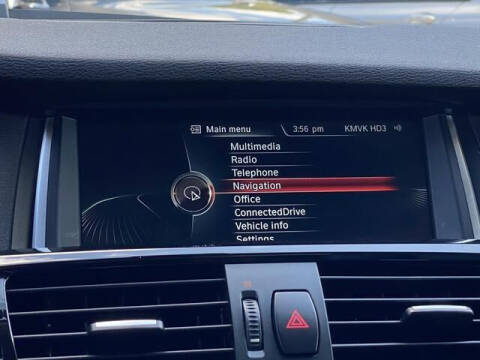 Main menu 3:56 pm KMVK HD3
Multimedia
Radio
Telephone
Navigation
Office
ConnectedDrive
Vehicle info
Settings